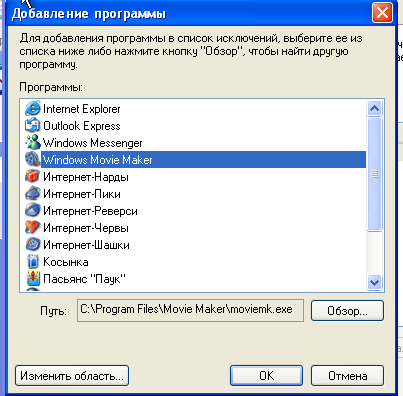 Добавление программы
Для добавления программы в список исключений, выберите ее из
списка ниже либо нажмите кнопку "Обзор", чтобы найти другую
программу.
Программы:
Internet Explorer
Outlook Express
Windows Messenger
Windows Movie Maker
Интернет-Нарды
Интернет-Пики
Интернет-Реверси
Интернет-Червы
Интернет-Шашки
Косынка
Пасьянс "Паук"
Путь: C:\Program Files\Movie Maker\moviemk.exe Обзор...
Изменить область... OK Отмена